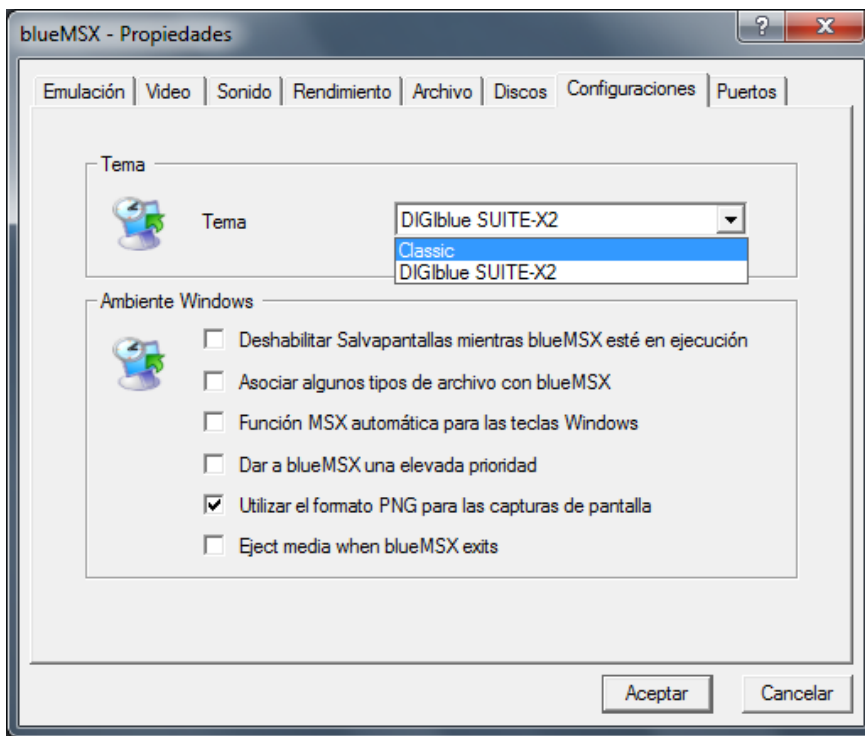 blueMSX - Propiedades
? X
Emulación Video Sonido Rendimiento Archivo Discos Configuraciones Puertos
Tema
Tema DIGIblue SUITE-X2
Classic
DIGIblue SUITE-X2
Ambiente Windows
Deshabilitar Salvapantallas mientras blueMSX esté en ejecución
Asociar algunos tipos de archivo con blueMSX
Función MSX automática para las teclas Windows
Dar a blueMSX una elevada prioridad
Utilizar el formato PNG para las capturas de pantalla
Eject media when blueMSX exits
Aceptar Cancelar